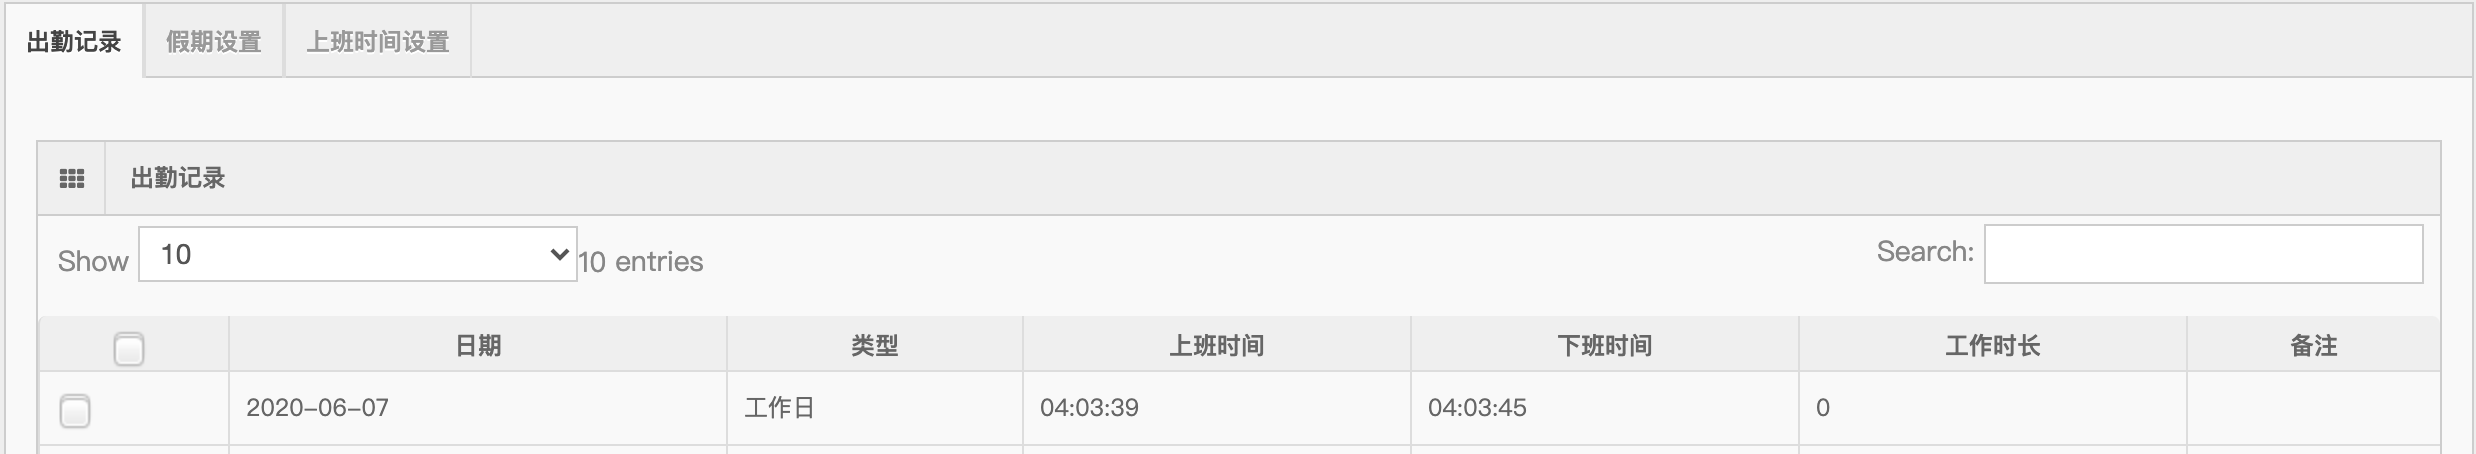 出勤记录 假期设置 上班时间设置
出勤记录
Show 10 10 entries Search:
日期 类型 上班时间 下班时间 工作时长 备注
2020-06-07 工作日 04:03:39 04:03:45 0